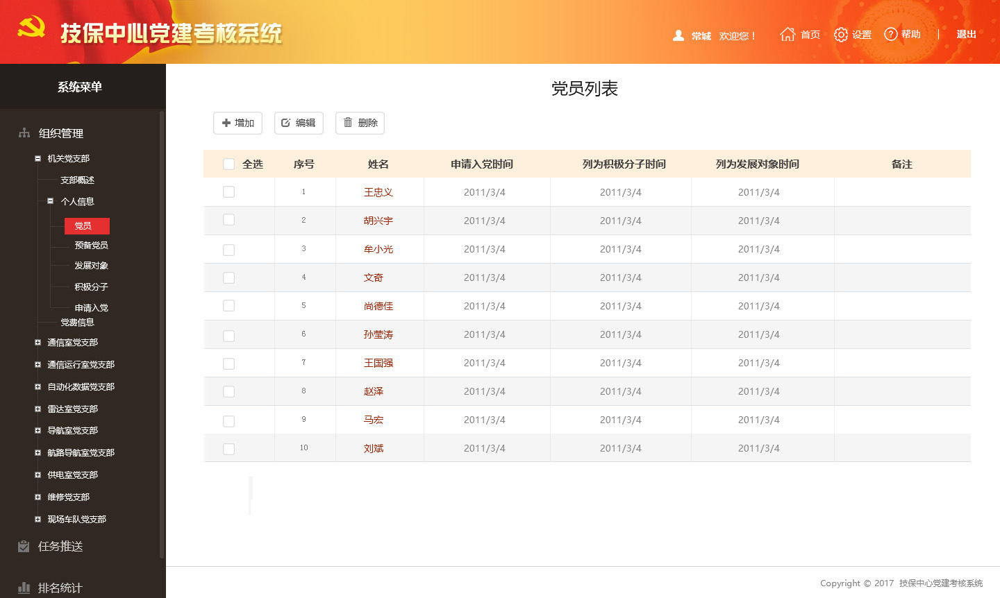 技保中心党建考核系统
常城 欢迎您！ 首页 设置 帮助 | 退出
系统菜单
组织管理
机关党支部
支部概述
个人信息
党员
预备党员
发展对象
积极分子
申请入党
党费信息
通信室党支部
通信运行室党支部
自动化数据党支部
雷达室党支部
导航室党支部
航路导航室党支部
供电室党支部
维修党支部
现场车队党支部
任务推送
排名统计
党员列表
增加 编辑 删除
全选 序号 姓名 申请入党时间 列为积极分子时间 列为发展对象时间 备注
1 王忠义 2011/3/4 2011/3/4 2011/3/4
2 胡兴宇 2011/3/4 2011/3/4 2011/3/4
3 牟小光 2011/3/4 2011/3/4 2011/3/4
4 文奇 2011/3/4 2011/3/4 2011/3/4
5 尚德佳 2011/3/4 2011/3/4 2011/3/4
6 孙莹涛 2011/3/4 2011/3/4 2011/3/4
7 王国强 2011/3/4 2011/3/4 2011/3/4
8 赵泽 2011/3/4 2011/3/4 2011/3/4
9 马宏 2011/3/4 2011/3/4 2011/3/4
10 刘斌 2011/3/4 2011/3/4 2011/3/4
Copyright © 2017 技保中心党建考核系统